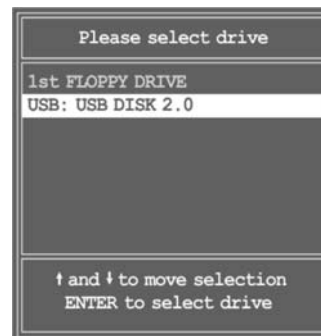 Please select drive
1st FLOPPY DRIVE
USB: USB DISK 2.0
↑ and ↓ to move selection
ENTER to select drive